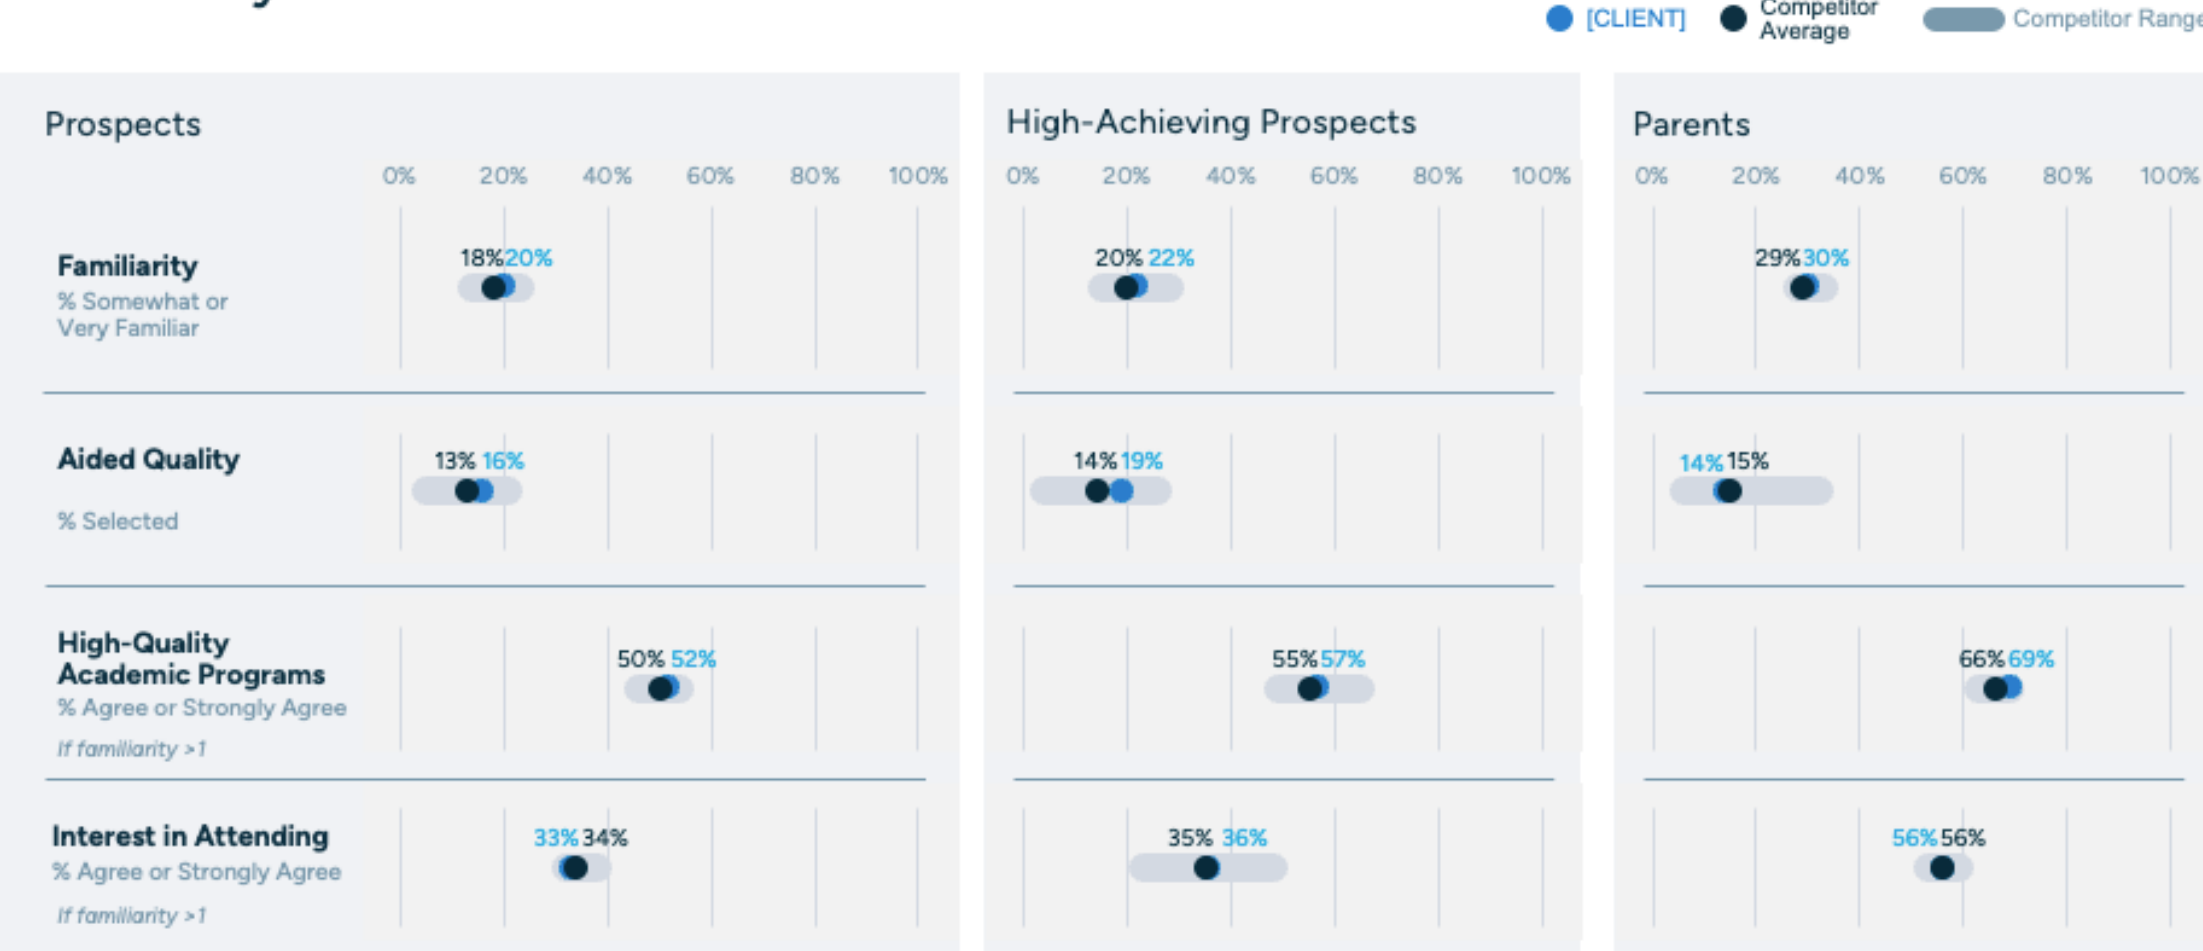 [CLIENT]
Competitor
Average
Competitor Range
Prospects
0% 20% 40% 60% 80% 100%
High-Achieving Prospects
0% 20% 40% 60% 80% 100%
Parents
0% 20% 40% 60% 80% 100%
Familiarity
% Somewhat or
Very Familiar
18% 20%
20% 22%
29% 30%
Aided Quality
% Selected
13% 16%
14% 19%
14% 15%
High-Quality
Academic Programs
% Agree or Strongly Agree
If familiarity >1
50% 52%
55% 57%
66% 69%
Interest in Attending
% Agree or Strongly Agree
If familiarity >1
33% 34%
35% 36%
56% 56%